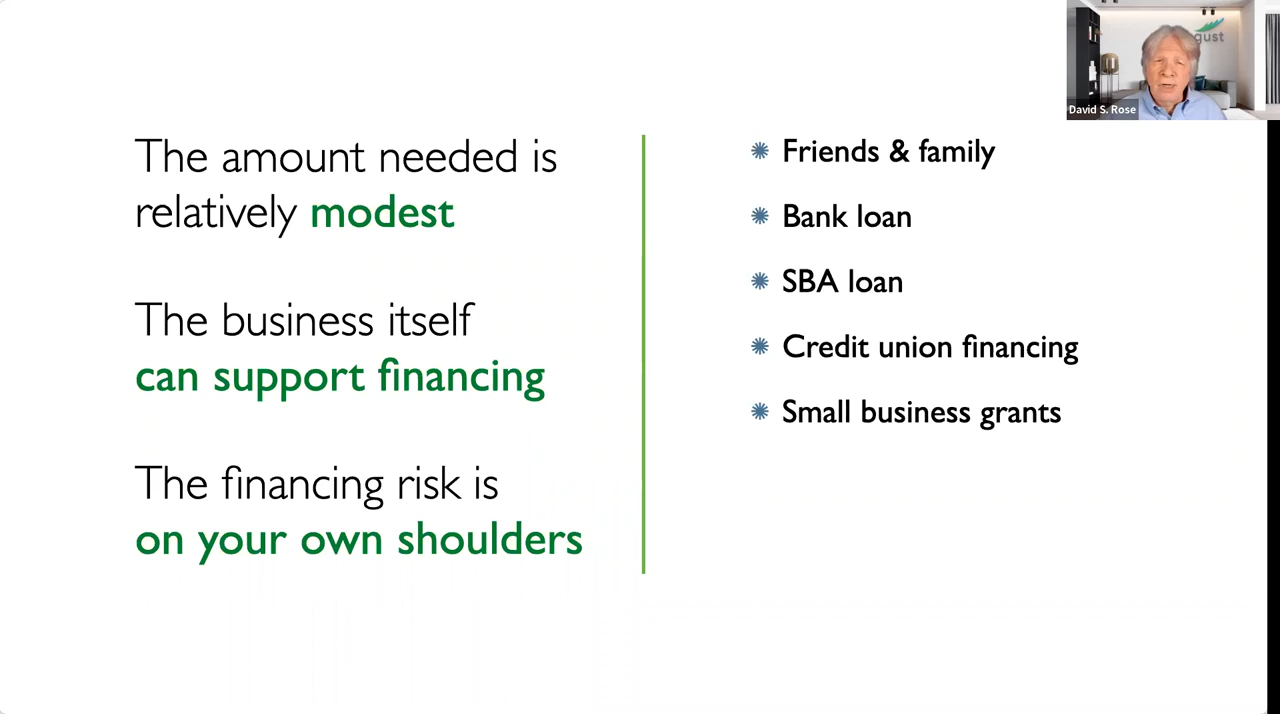 gust
David S. Rose
The amount needed is
relatively modest
The business itself
can support financing
The financing risk is
on your own shoulders
Friends & family
Bank loan
SBA loan
Credit union financing
Small business grants